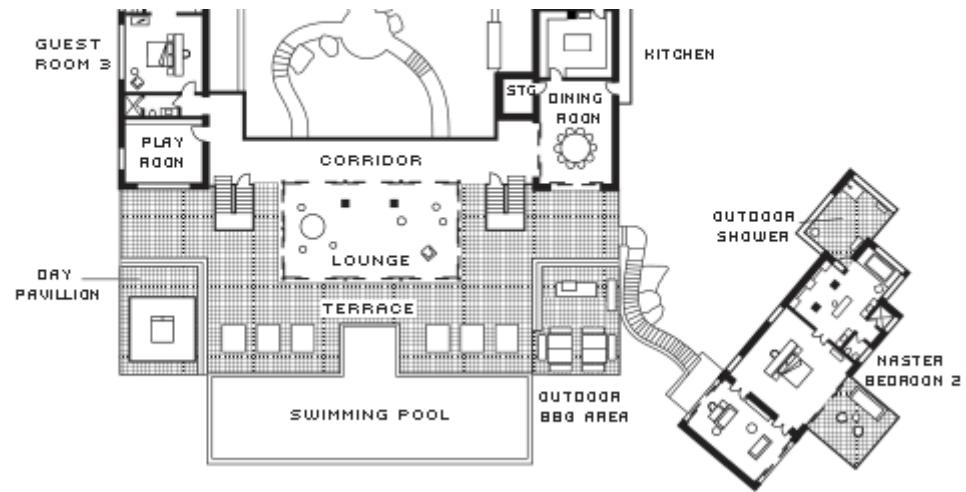 GUEST
ROOM 3
KITCHEN
STG
DINING
ROOM
PLAY
ROOM
CORRIDOR
OUTDOOR
SHOWER
LOUNGE
DAY
PAVILLION
TERRACE
MASTER
BEDROOM 2
OUTDOOR
BBQ AREA
SWIMMING POOL